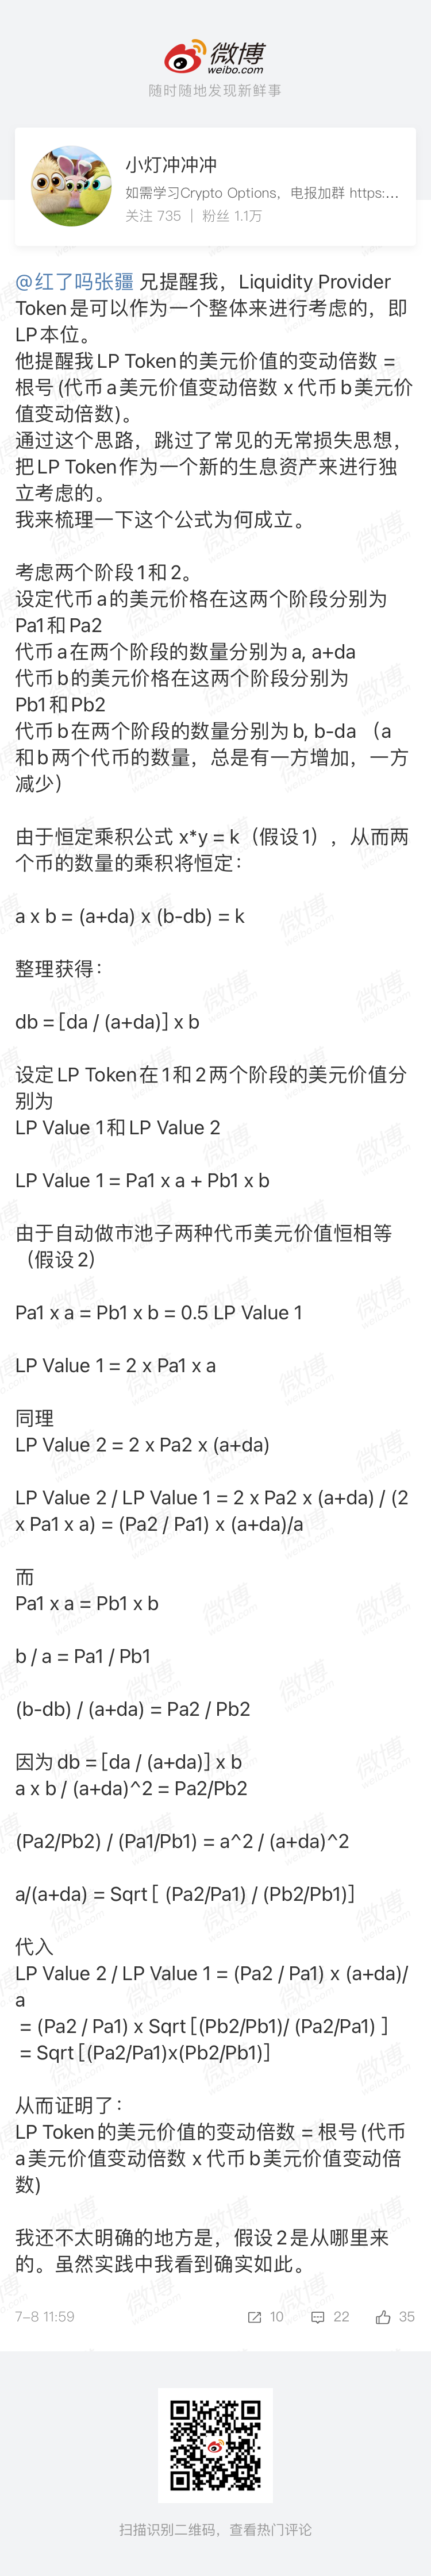 微博
weibo.com
随时随地发现新鲜事
小灯冲冲冲
如需学习Crypto Options，电报加群 https:...
关注 735 | 粉丝 1.1万
@红了吗张疆 兄提醒我，Liquidity Provider
Token是可以作为一个整体来进行考虑的，即
LP本位。
他提醒我LP Token的美元价值的变动倍数 =
根号(代币a美元价值变动倍数 x 代币b美元价
值变动倍数)。
通过这个思路，跳过了常见的无常损失思想，
把LP Token作为一个新的生息资产来进行独
立考虑的。
我来梳理一下这个公式为何成立。
考虑两个阶段1和2。
设定代币a的美元价格在这两个阶段分别为
Pa1和Pa2
代币a在两个阶段的数量分别为a, a+da
代币b的美元价格在这两个阶段分别为
Pb1和Pb2
代币b在两个阶段的数量分别为b, b-da （a
和b两个代币的数量，总是有一方增加，一方
减少）
由于恒定乘积公式 x*y = k（假设1），从而两
个币的数量的乘积将恒定：
a x b = (a+da) x (b-db) = k
整理获得：
db = [da / (a+da)] x b
设定LP Token在1和2两个阶段的美元价值分
别为
LP Value 1和LP Value 2
LP Value 1 = Pa1 x a + Pb1 x b
由于自动做市池子两种代币美元价值恒相等
（假设2）
Pa1 x a = Pb1 x b = 0.5 LP Value 1
LP Value 1 = 2 x Pa1 x a
同理
LP Value 2 = 2 x Pa2 x (a+da)
LP Value 2 / LP Value 1 = 2 x Pa2 x (a+da) / (2
x Pa1 x a) = (Pa2 / Pa1) x (a+da)/a
而
Pa1 x a = Pb1 x b
b / a = Pa1 / Pb1
(b-db) / (a+da) = Pa2 / Pb2
因为db = [da / (a+da)] x b
a x b / (a+da)^2 = Pa2/Pb2
(Pa2/Pb2) / (Pa1/Pb1) = a^2 / (a+da)^2
a/(a+da) = Sqrt [ (Pa2/Pa1) / (Pb2/Pb1)]
代入
LP Value 2 / LP Value 1 = (Pa2 / Pa1) x (a+da)/
a
= (Pa2 / Pa1) x Sqrt [(Pb2/Pb1)/ (Pa2/Pa1) ]
= Sqrt [(Pa2/Pa1)x(Pb2/Pb1)]
从而证明了：
LP Token的美元价值的变动倍数 = 根号(代币
a美元价值变动倍数 x 代币b美元价值变动倍
数)
我还不太明确的地方是，假设2是从哪里来
的。虽然实践中我看到确实如此。
7-8 11:59 10 22 35
扫描识别二维码，查看热门评论